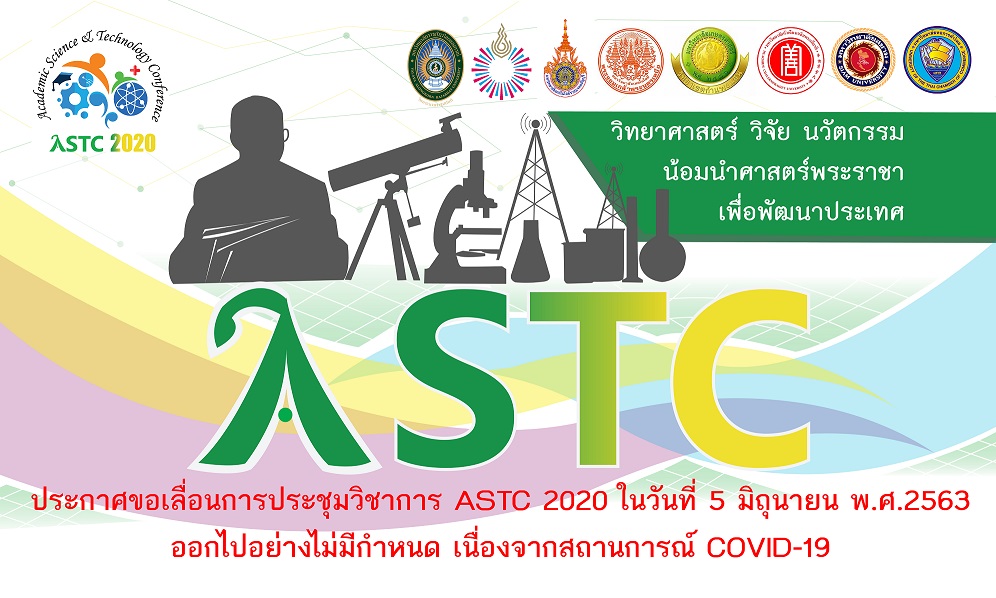 Academic Science & Technology Conference
ASTC 2020
วิทยาศาสตร์ วิจัย นวัตกรรม
น้อมนำศาสตร์พระราชา
เพื่อพัฒนาประเทศ
ASTC
ประกาศขอเลื่อนการประชุมวิชาการ ASTC 2020 ในวันที่ 5 มิถุนายน พ.ศ.2563
ออกไปอย่างไม่มีกำหนด เนื่องจากสถานการณ์ COVID-19